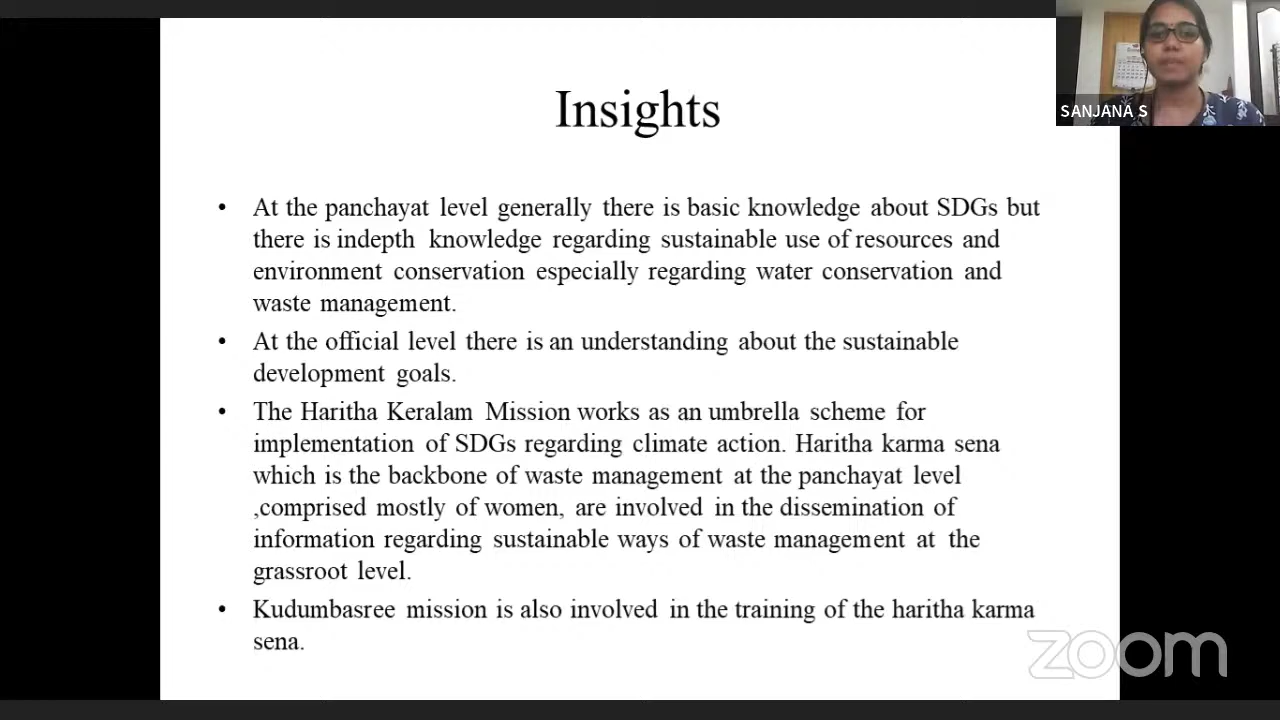 Insights
SANJANA S
• At the panchayat level generally there is basic knowledge about SDGs but
there is indepth knowledge regarding sustainable use of resources and
environment conservation especially regarding water conservation and
waste management.
• At the official level there is an understanding about the sustainable
development goals.
• The Haritha Keralam Mission works as an umbrella scheme for
implementation of SDGs regarding climate action. Haritha karma sena
which is the backbone of waste management at the panchayat level
,comprised mostly of women, are involved in the dissemination of
information regarding sustainable ways of waste management at the
grassroot level.
• Kudumbasree mission is also involved in the training of the haritha karma
sena.
zoom